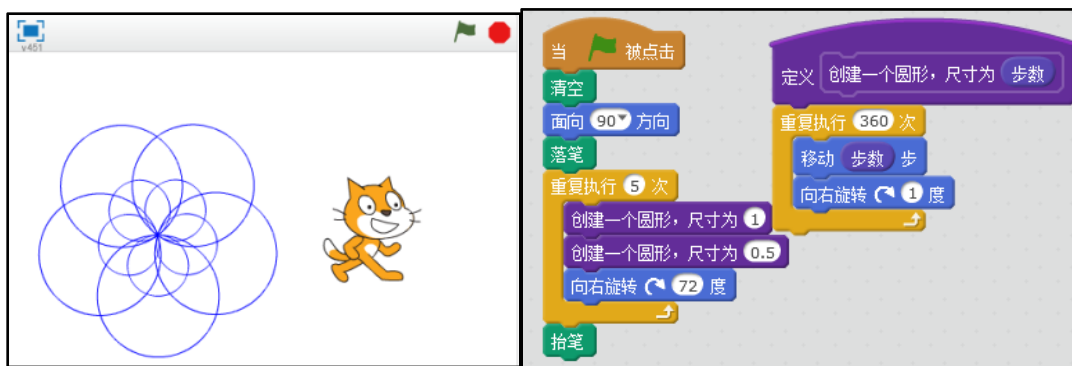 v451
当 被点击
清空
面向 90 方向
落笔
重复执行 5 次
创建一个圆形，尺寸为 1
创建一个圆形，尺寸为 0.5
向右旋转 72 度
抬笔
定义 创建一个圆形，尺寸为 步数
重复执行 360 次
移动 步数 步
向右旋转 1 度